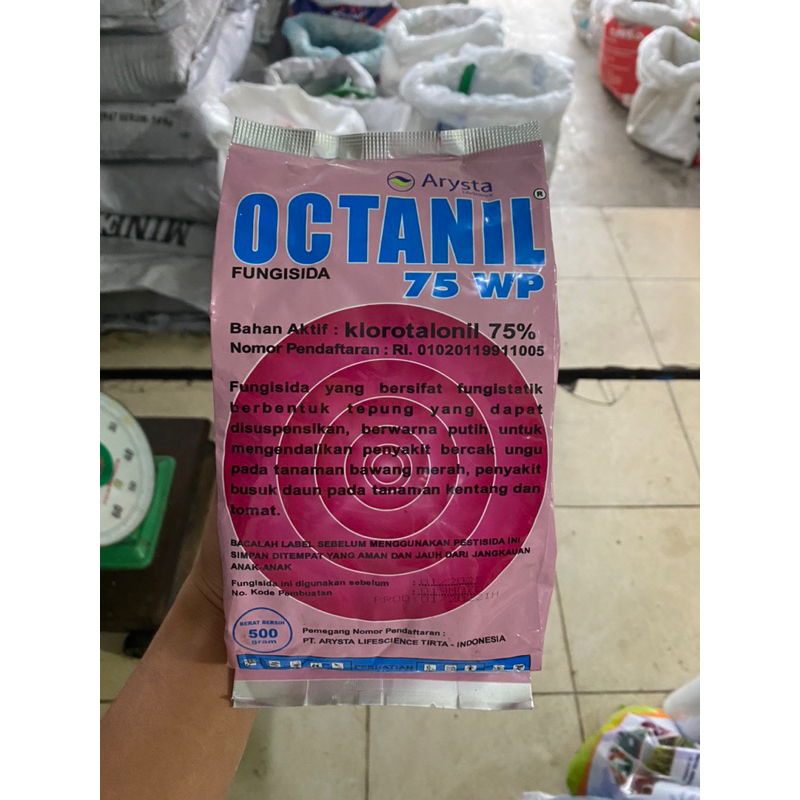 Arysta
OCTANIL®
FUNGISIDA
75 WP
Bahan Aktif : klorotalonil 75%
Nomor Pendaftaran : RI. 01020119911005
Fungisida yang bersifat fungistatik
berbentuk tepung yang dapat
disuspensikan, berwarna putih untuk
mengendalikan penyakit bercak ungu
pada tanaman bawang merah, penyakit
busuk daun pada tanaman kentang dan
tomat.
BACALAH LABEL SEBELUM MENGGUNAKAN PESTISIDA INI
SIMPAN DITEMPAT YANG AMAN DAN JAUH DARI JANGKAUAN
ANAK-ANAK
Fungisida ini digunakan sebelum :
No. Kode Pembuatan :
BERAT BERSIH
500
gram
Pemegang Nomor Pendaftaran :
PT. ARYSTA LIFESCIENCE TIRTA - INDONESIA
PERHATIAN